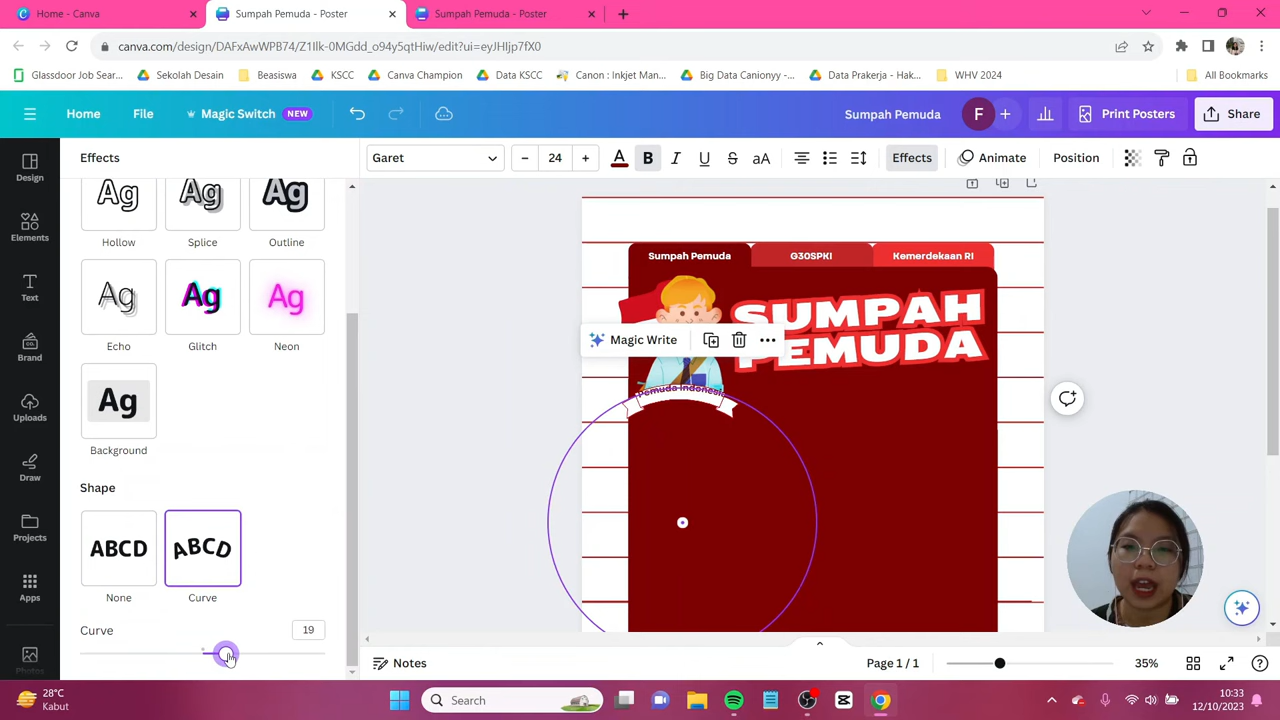 Home - Canva
Sumpah Pemuda - Poster
Sumpah Pemuda - Poster
canva.com/design/DAFxAwWPB74/Z1Ilk-0MGdd_o94y5qtHiw/edit?ui=eyJHIjp7fX0
Glassdoor Job Sear...
Sekolah Desain
Beasiswa
KSCC
Canva Champion
Data KSCC
Canon : Inkjet Man...
Big Data Canionyy -...
Data Prakerja - Hak...
WHV 2024
All Bookmarks
Home
File
Magic Switch
NEW
Sumpah Pemuda
F
Print Posters
Share
Design
Elements
Text
Brand
Uploads
Draw
Projects
Apps
Photos
Effects
Garet
24
B
I
U
S
aA
Effects
Animate
Position
Ag
Ag
Ag
Hollow
Splice
Outline
Ag
Ag
Ag
Echo
Glitch
Neon
Ag
Background
Shape
ABCD
ABCD
None
Curve
Curve
19
Sumpah Pemuda
G30SPKI
Kemerdekaan RI
SUMPAH
PEMUDA
Magic Write
Pemuda Indonesia
Notes
Page 1 / 1
35%
28°C
Kabut
Search
10:33
12/10/2023